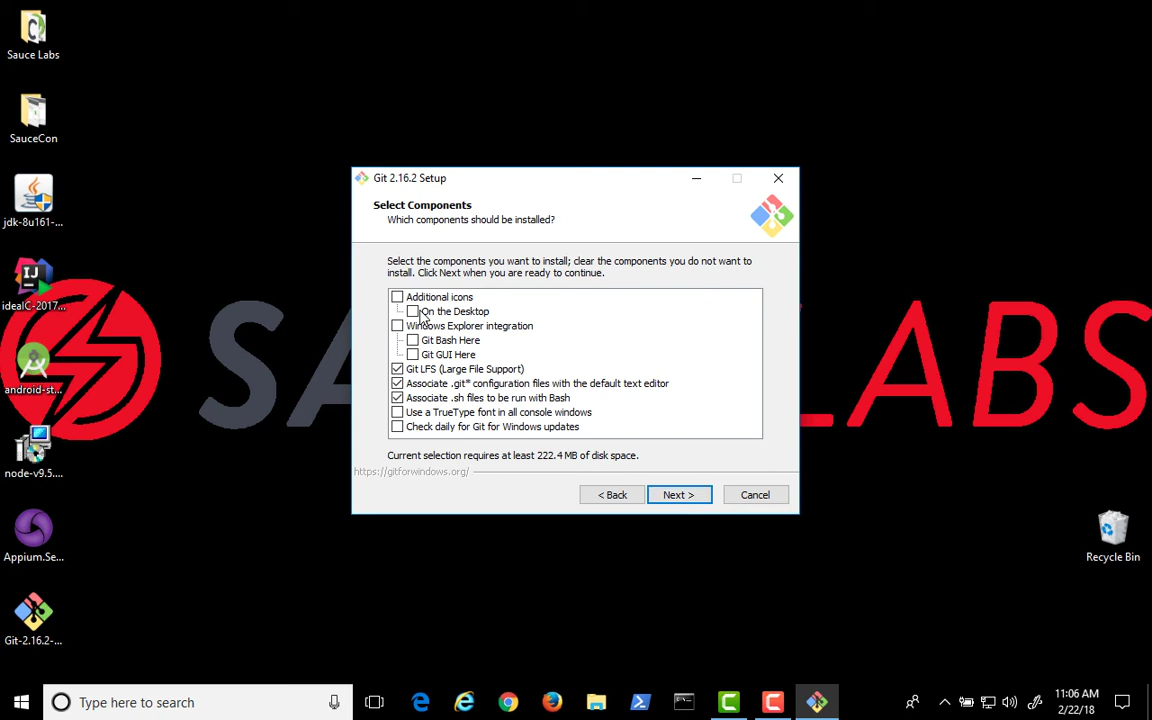 Sauce Labs
SauceCon
jdk-8u161-...
idealC-2017...
android-st...
node-v9.5....
Appium.Se...
Git-2.16.2-...
SA
LABS
Git 2.16.2 Setup
Select Components
Which components should be installed?
Select the components you want to install; clear the components you do not want to
install. Click Next when you are ready to continue.
Additional icons
On the Desktop
Windows Explorer integration
Git Bash Here
Git GUI Here
Git LFS (Large File Support)
Associate .git* configuration files with the default text editor
Associate .sh files to be run with Bash
Use a TrueType font in all console windows
Check daily for Git for Windows updates
Current selection requires at least 222.4 MB of disk space.
https://gitforwindows.org/
< Back
Next >
Cancel
Recycle Bin
Type here to search
11:06 AM
2/22/18